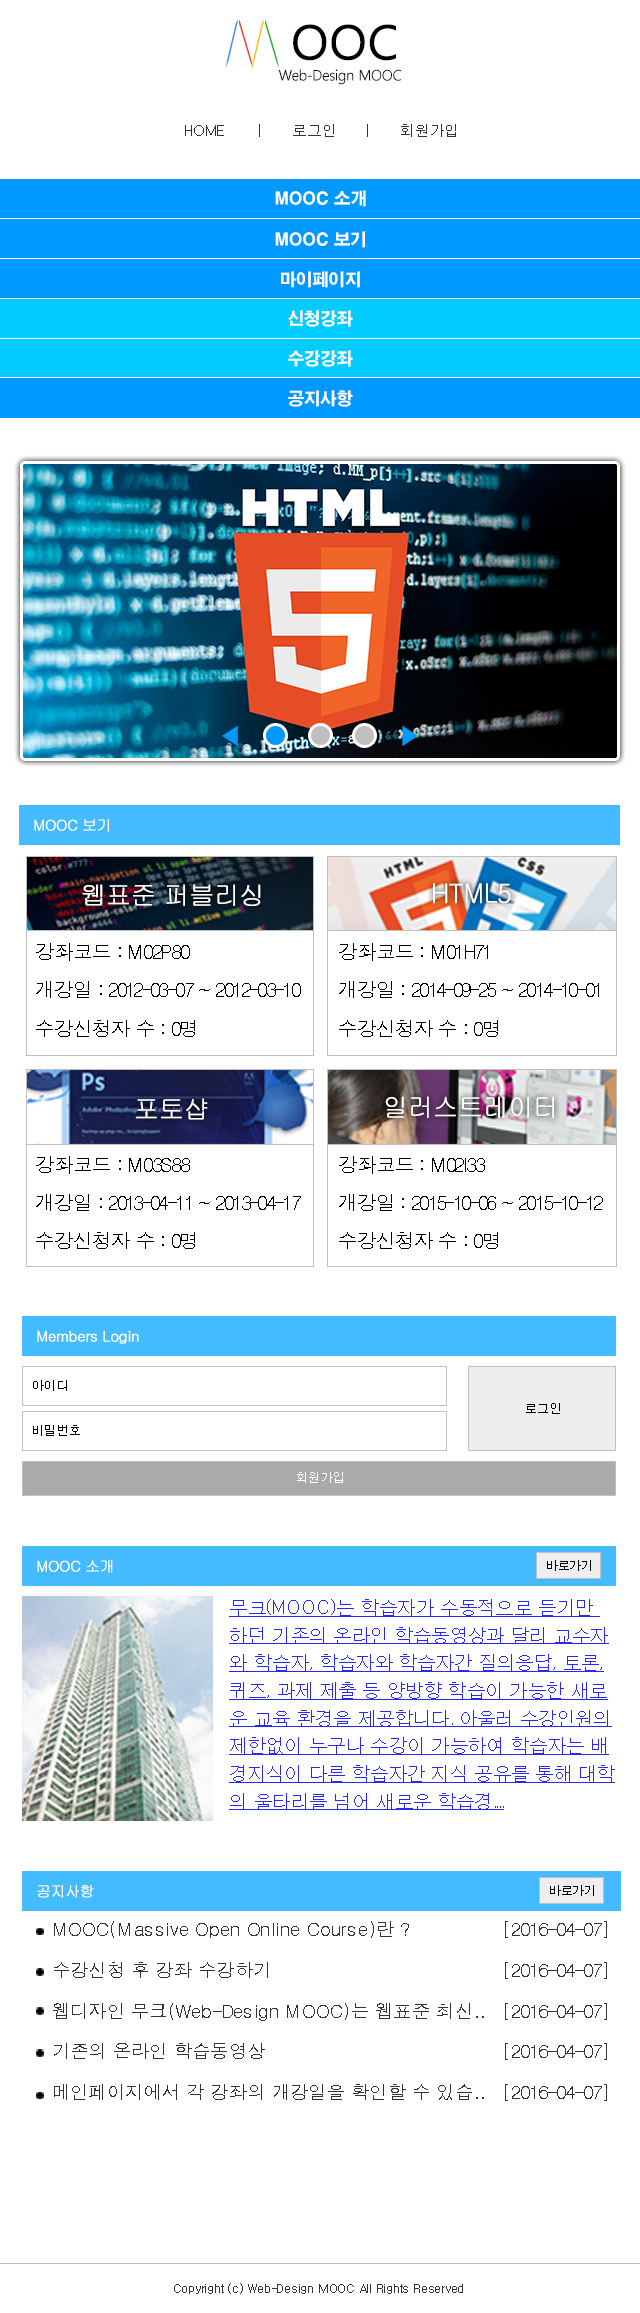 MOOC
Web-Design MOOC
HOME | 로그인 | 회원가입
MOOC 소개
MOOC 보기
마이페이지
신청강좌
수강강좌
공지사항
HTML
5
MOOC 보기
웹표준 퍼블리싱
강좌코드 : M02P80
개강일 : 2012-03-07 ~ 2012-03-10
수강신청자 수 : 0명
HTML5
강좌코드 : M01H71
개강일 : 2014-09-25 ~ 2014-10-01
수강신청자 수 : 0명
Ps
포토샵
강좌코드 : M03S88
개강일 : 2013-04-11 ~ 2013-04-17
수강신청자 수 : 0명
일러스트레이터
강좌코드 : M02I33
개강일 : 2015-10-06 ~ 2015-10-12
수강신청자 수 : 0명
Members Login
아이디
비밀번호
로그인
회원가입
MOOC 소개
바로가기
무크(MOOC)는 학습자가 수동적으로 듣기만
하던 기존의 온라인 학습동영상과 달리 교수자
와 학습자, 학습자와 학습자간 질의응답, 토론,
퀴즈, 과제 제출 등 양방향 학습이 가능한 새로
운 교육 환경을 제공합니다. 아울러 수강인원의
제한없이 누구나 수강이 가능하여 학습자는 배
경지식이 다른 학습자간 지식 공유를 통해 대학
의 울타리를 넘어 새로운 학습경....
공지사항
바로가기
MOOC(Massive Open Online Course)란 ? [2016-04-07]
수강신청 후 강좌 수강하기 [2016-04-07]
웹디자인 무크(Web-Design MOOC)는 웹표준 최신.. [2016-04-07]
기존의 온라인 학습동영상 [2016-04-07]
메인페이지에서 각 강좌의 개강일을 확인할 수 있습.. [2016-04-07]
Copyright (c) Web-Design MOOC All Rights Reserved